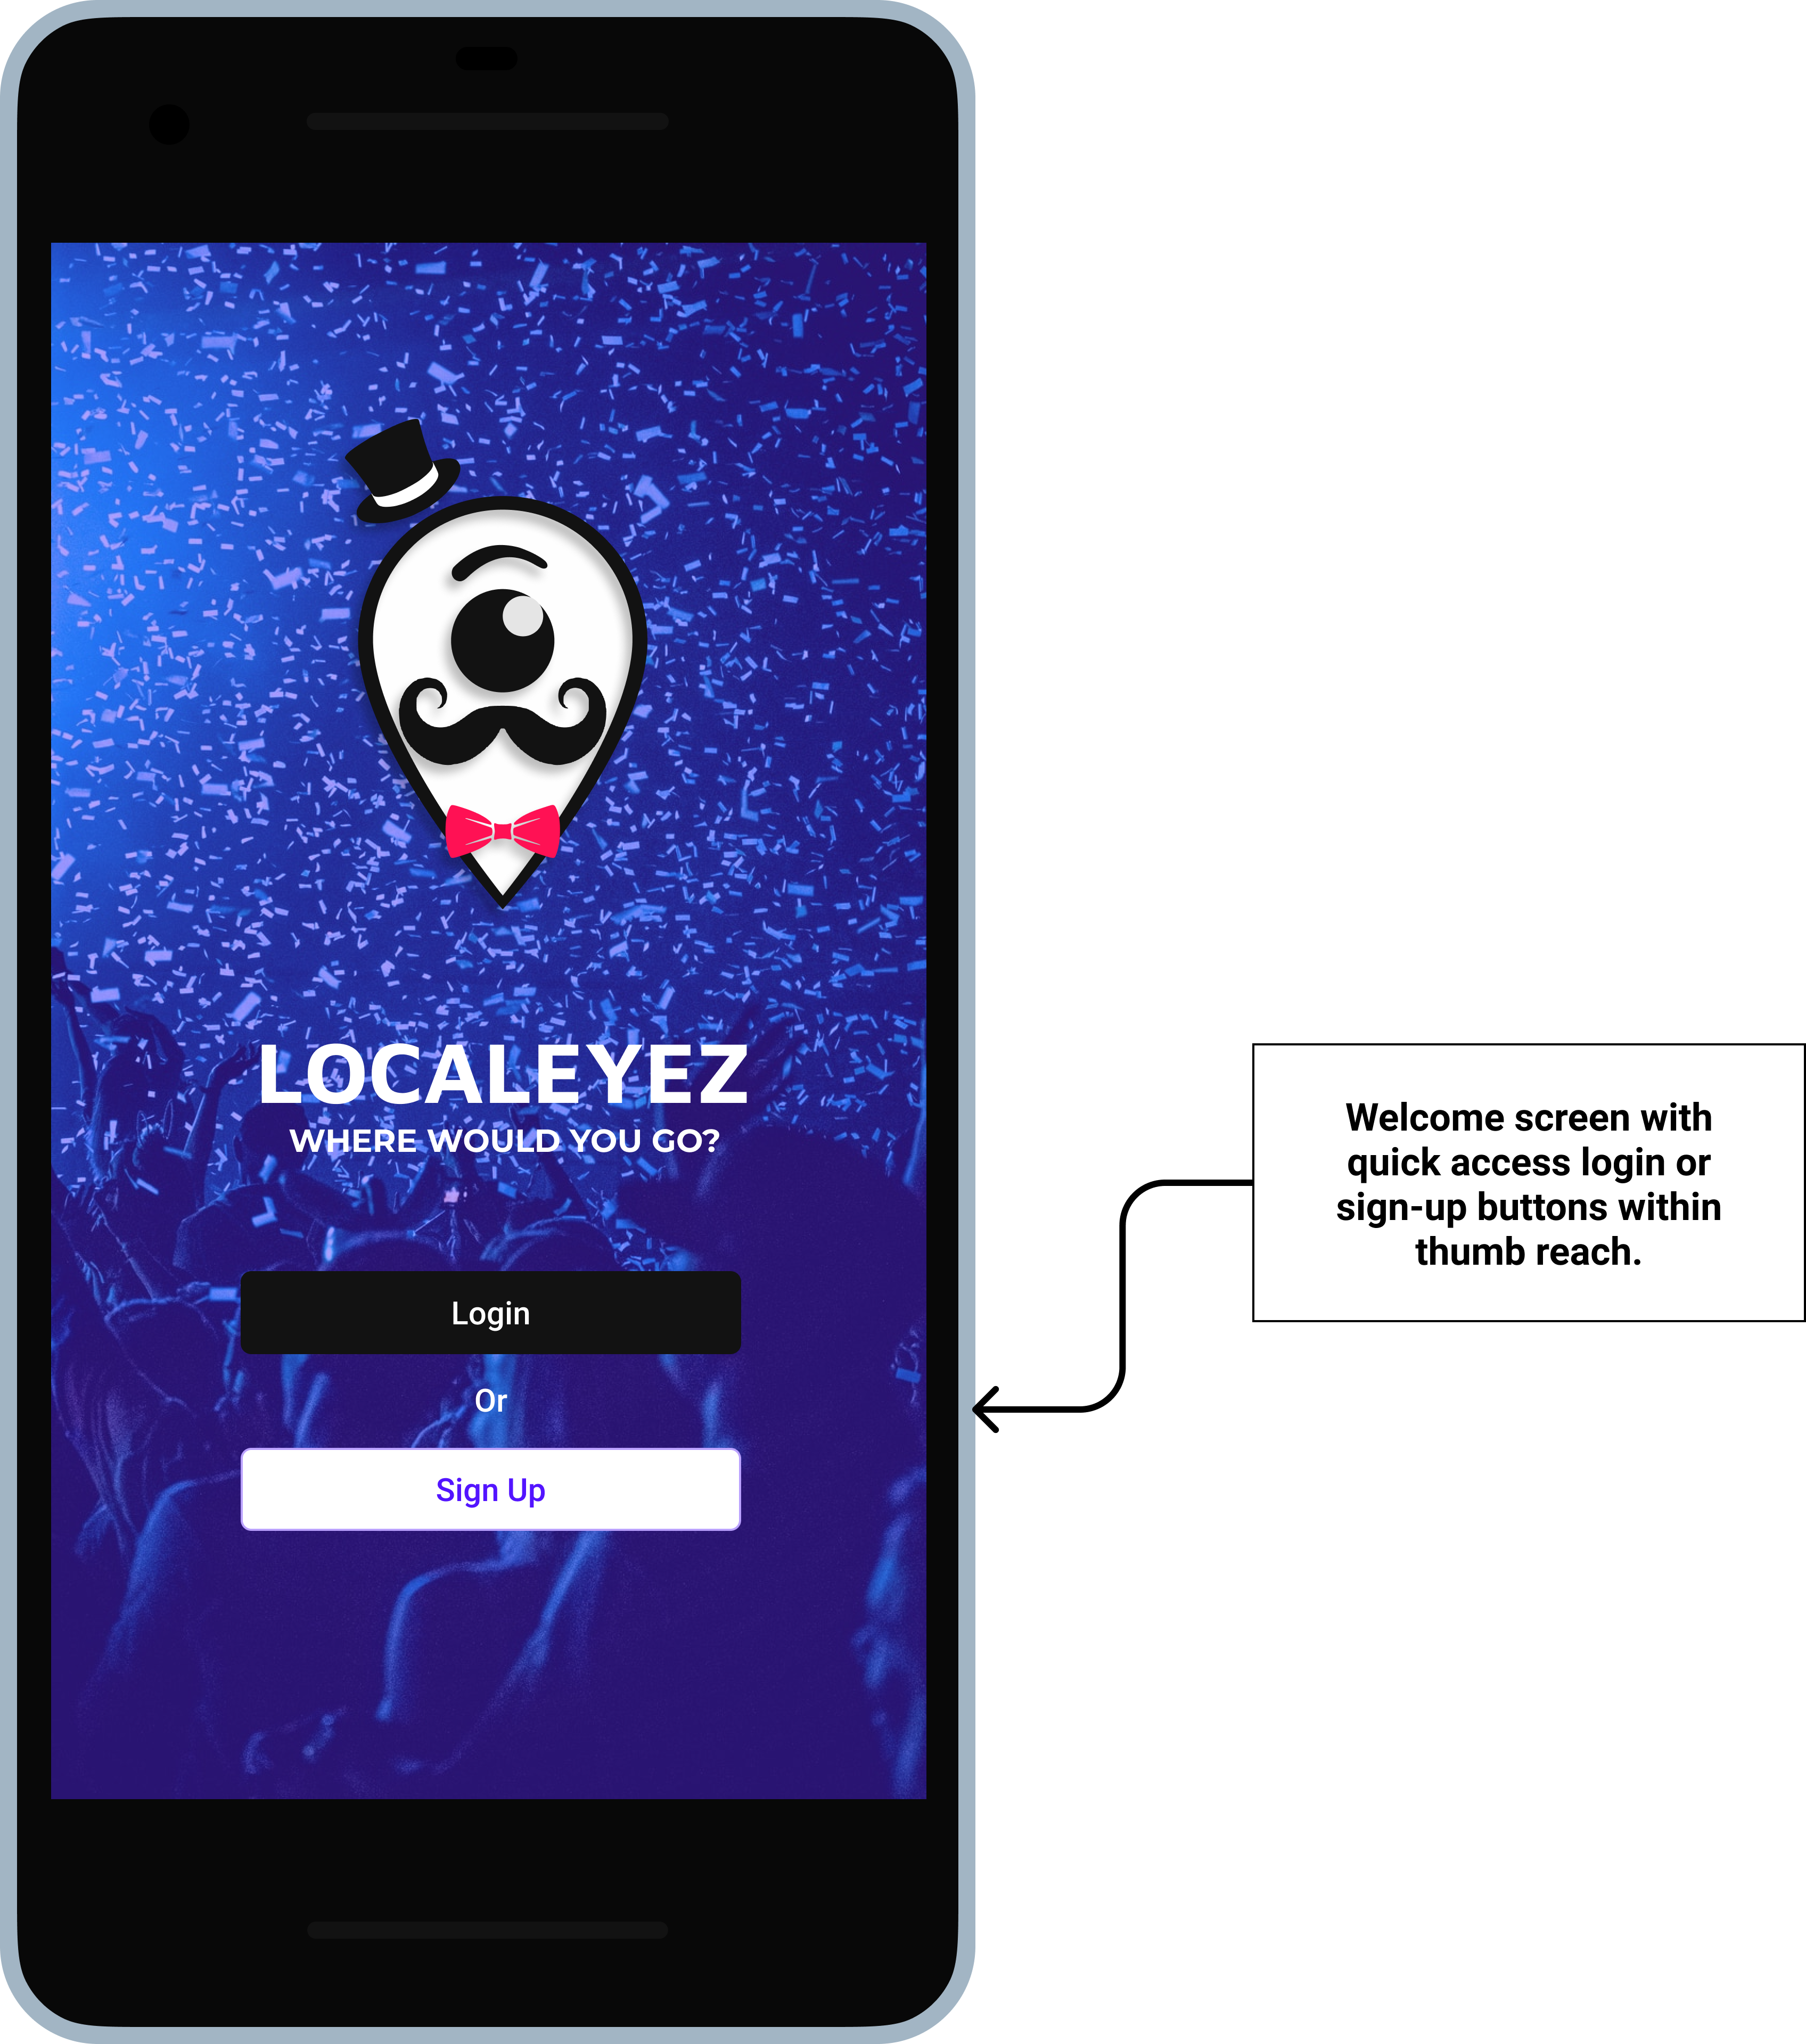 LOCALEYEZ
WHERE WOULD YOU GO?
Login
Or
Sign Up
Welcome screen with
quick access login or
sign-up buttons within
thumb reach.